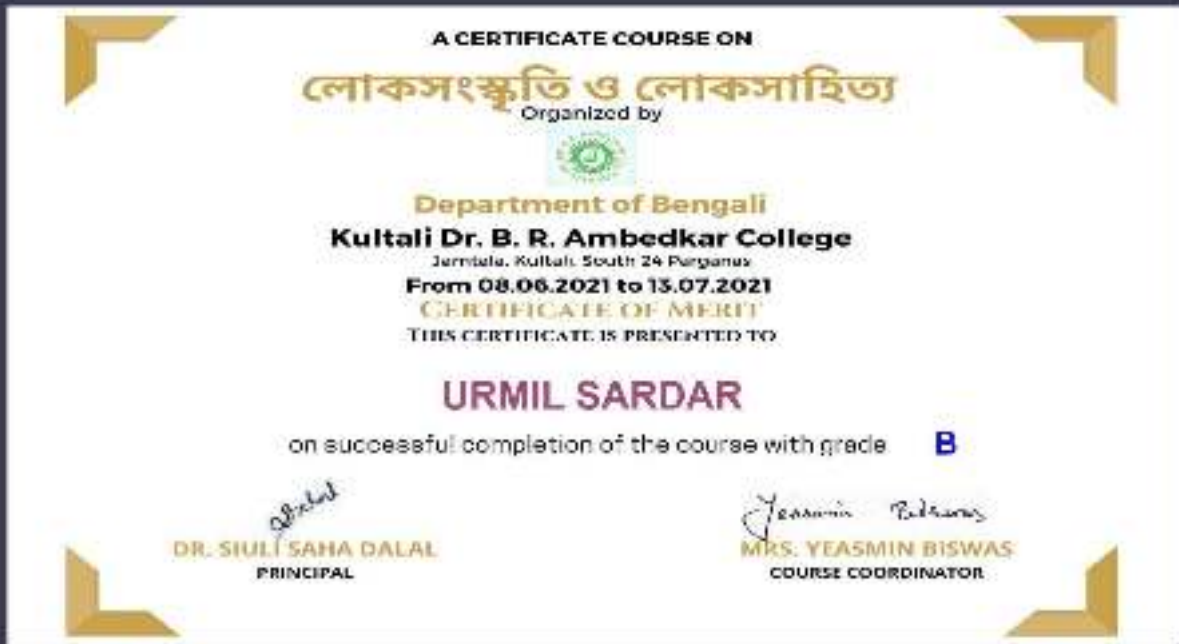 A CERTIFICATE COURSE ON
লোকসংস্কৃতি ও লোকসাহিত্য
Organized by
Department of Bengali
Kultali Dr. B. R. Ambedkar College
Jamtala, Kultali, South 24 Parganas
From 08.06.2021 to 13.07.2021
CERTIFICATE OF MERIT
THIS CERTIFICATE IS PRESENTED TO
URMIL SARDAR
on successful completion of the course with grade B
Yeasmin Biswas
DR. SIULI SAHA DALAL
MRS. YEASMIN BISWAS
PRINCIPAL
COURSE COORDINATOR